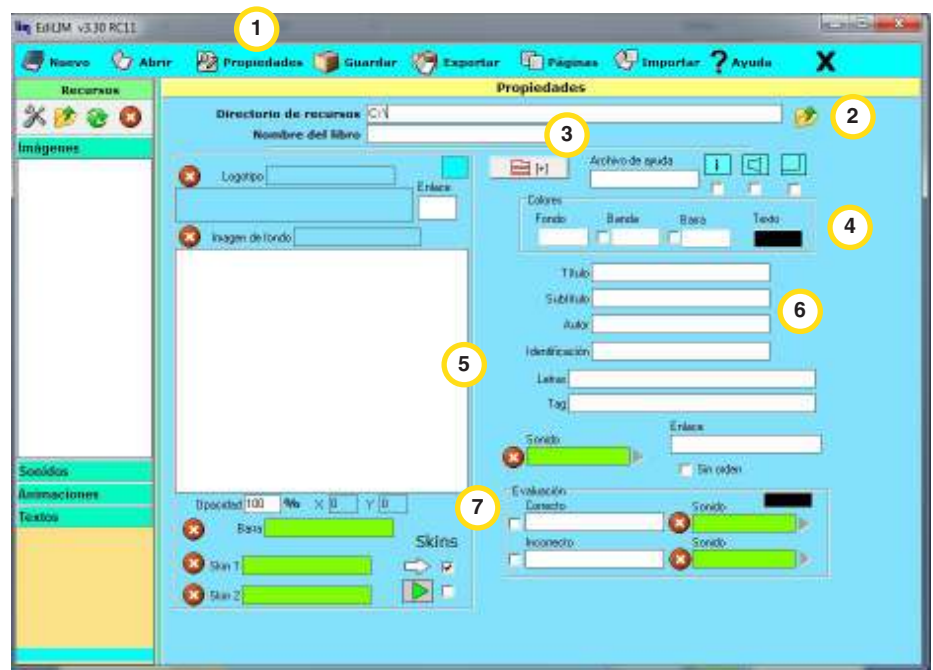 EdiLIM v3.30 RC11
1
Nuevo Abrir Propiedades Guardar Exportar Páginas Importar ? Ayuda X
Recursos
Propiedades
Directorio de recursos C:\
2
Nombre del libro
3
Imágenes
Logotipo
Enlace
[+]
Archivo de ayuda
i
Colores
Fondo Banda Barra Texto
4
Imagen de fondo
Título
Subtítulo
6
Autor
Identificación
5
Letras
Tag
Enlace
Sonido
Sin orden
Sonidos
Animaciones
Textos
Opacidad 100 % X 0 Y 0
7
Evaluación
Correcto Sonido
Barra
Skins
Incorrecto Sonido
Skin 1
Skin 2